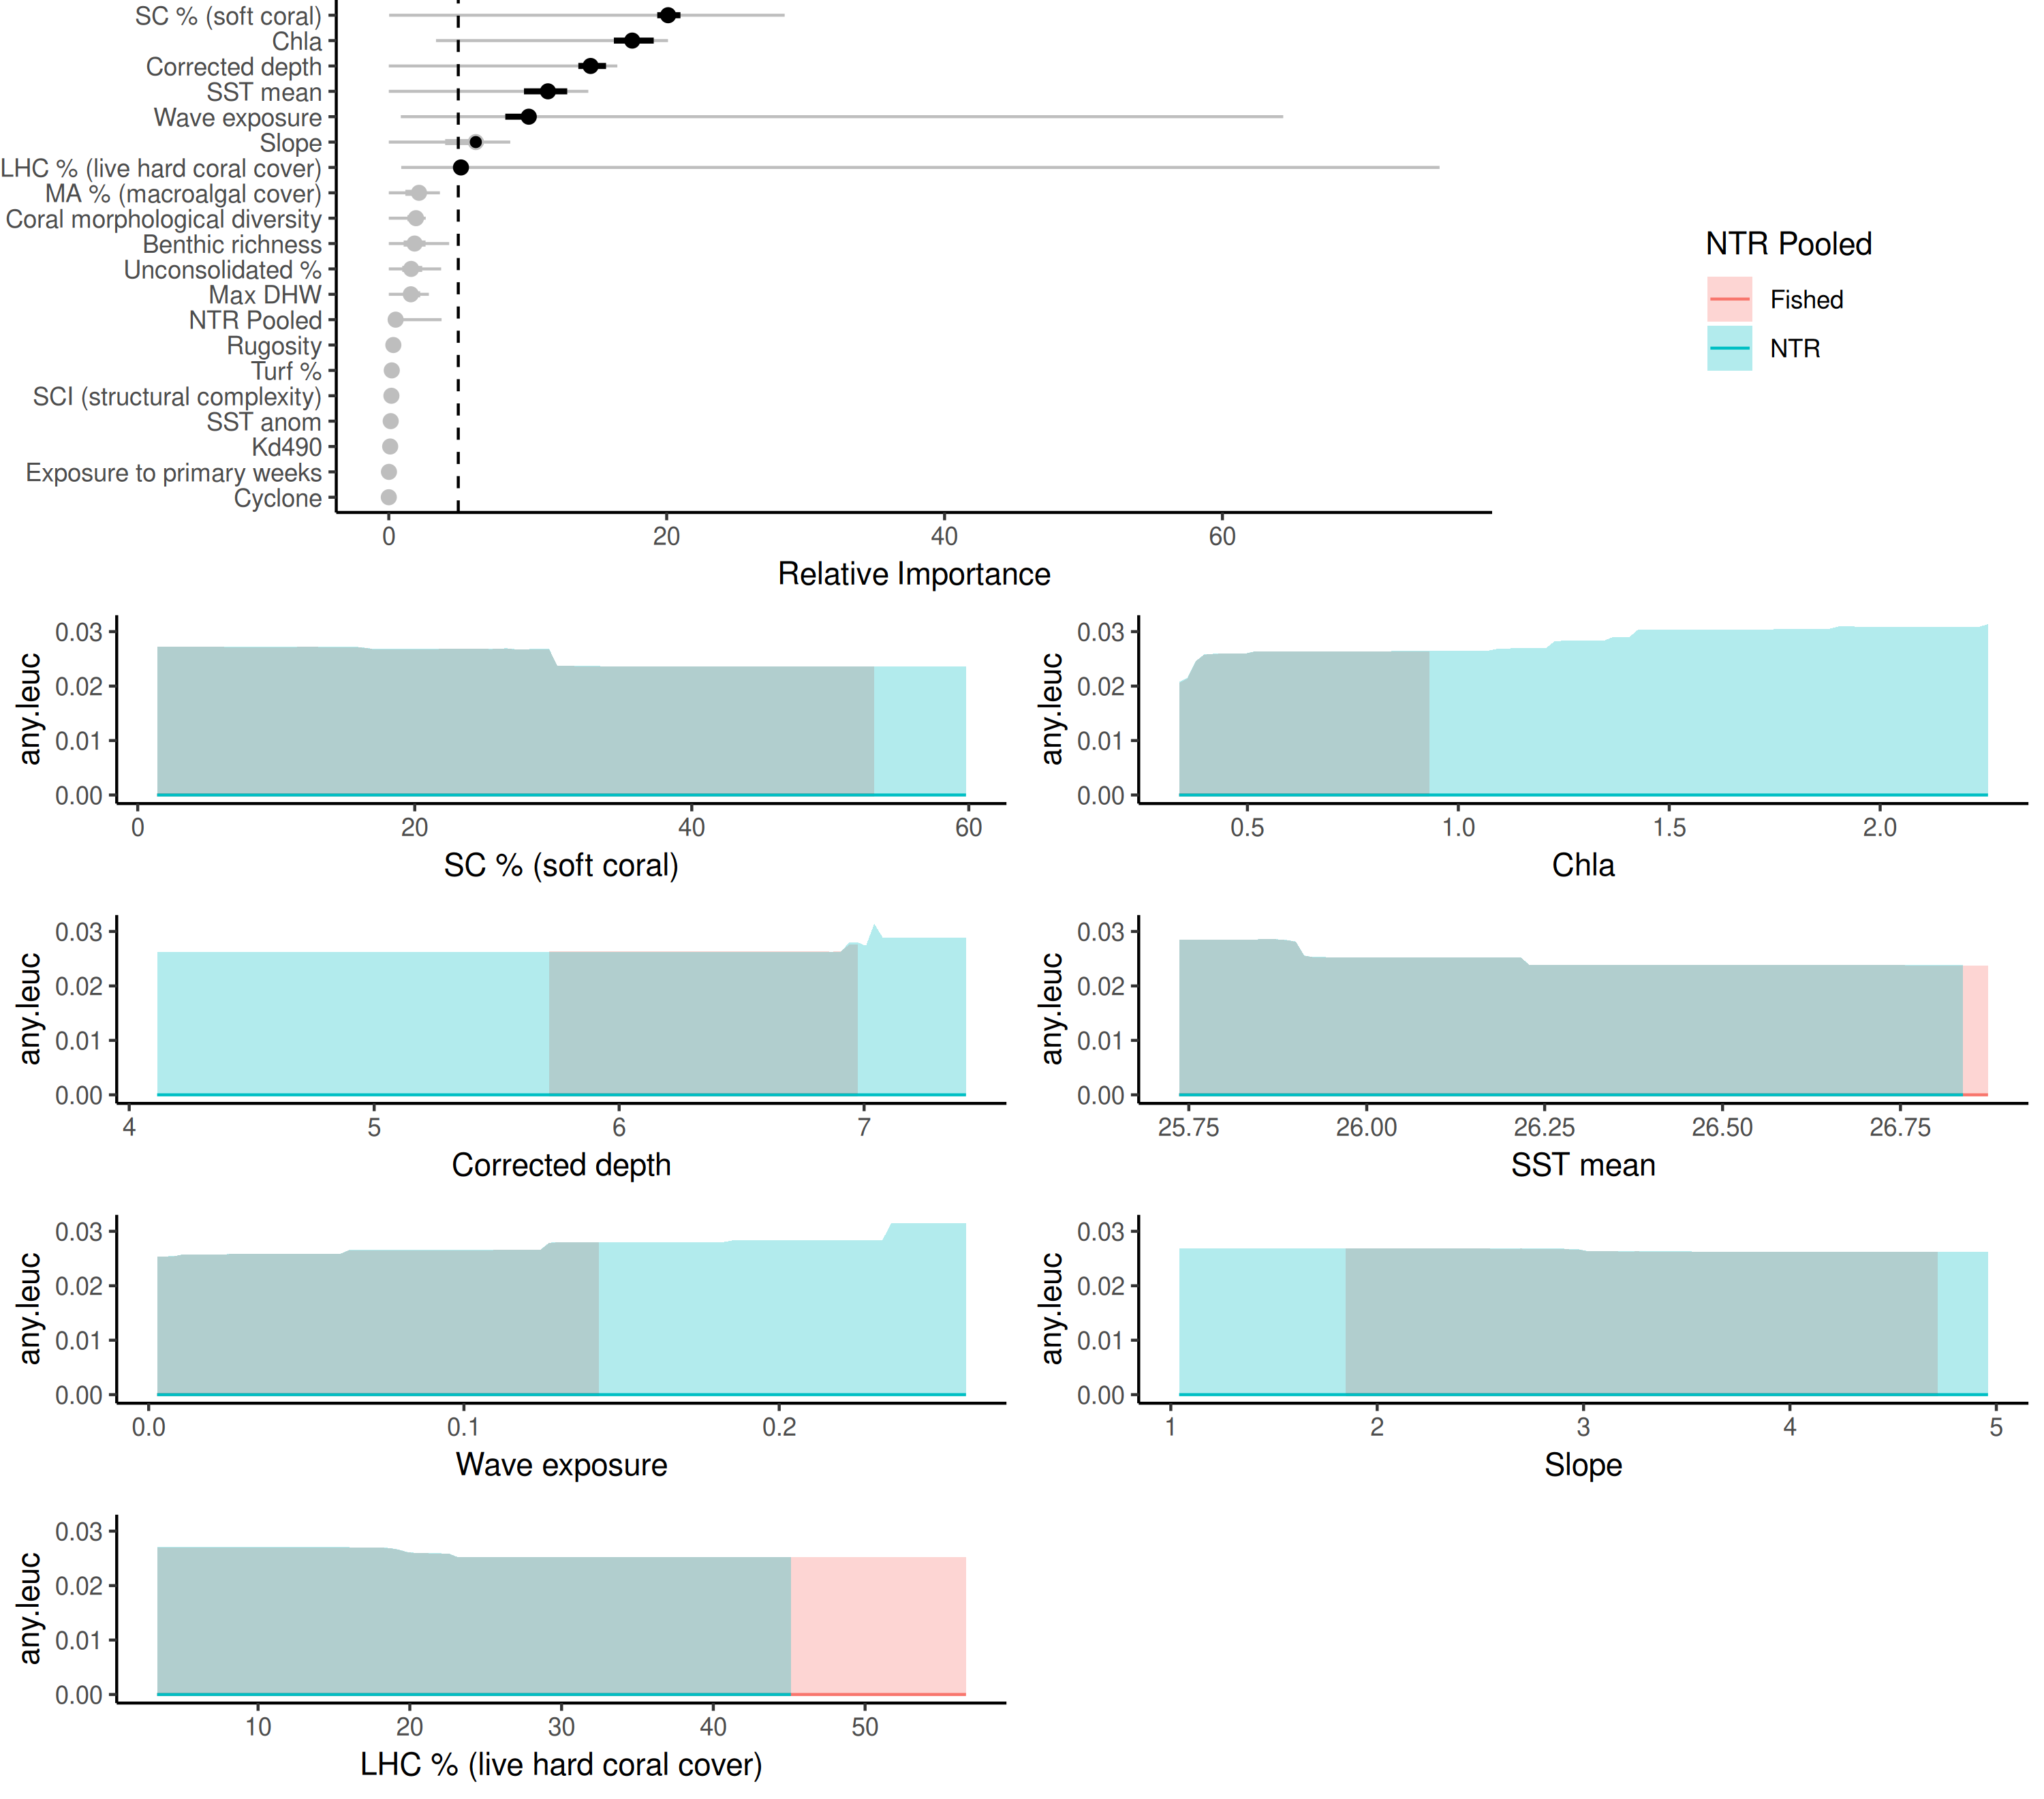 SC % (soft coral)
Chla
Corrected depth
SST mean
Wave exposure
Slope
LHC % (live hard coral cover)
MA % (macroalgal cover)
Coral morphological diversity
Benthic richness
Unconsolidated %
Max DHW
NTR Pooled
Rugosity
Turf %
SCI (structural complexity)
SST anom
Kd490
Exposure to primary weeks
Cyclone
0 20 40 60
Relative Importance
NTR Pooled
Fished
NTR
any.leuc
0.03
0.02
0.01
0.00
0 20 40 60
SC % (soft coral)
any.leuc
0.03
0.02
0.01
0.00
0.5 1.0 1.5 2.0
Chla
any.leuc
0.03
0.02
0.01
0.00
4 5 6 7
Corrected depth
any.leuc
0.03
0.02
0.01
0.00
25.75 26.00 26.25 26.50 26.75
SST mean
any.leuc
0.03
0.02
0.01
0.00
0.0 0.1 0.2
Wave exposure
any.leuc
0.03
0.02
0.01
0.00
1 2 3 4 5
Slope
any.leuc
0.03
0.02
0.01
0.00
10 20 30 40 50
LHC % (live hard coral cover)